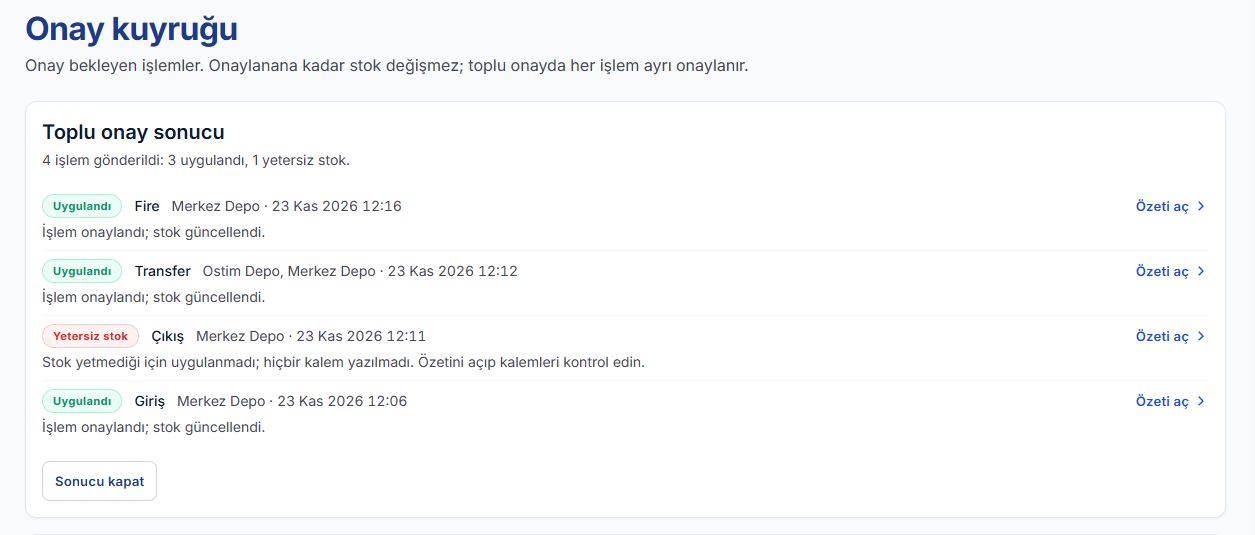 Onay kuyruğu
Onay bekleyen işlemler. Onaylanana kadar stok değişmez; toplu onayda her işlem ayrı onaylanır.
Toplu onay sonucu
4 işlem gönderildi: 3 uygulandı, 1 yetersiz stok.
Uygulandı Fire Merkez Depo · 23 Kas 2026 12:16 Özeti aç
İşlem onaylandı; stok güncellendi.
Uygulandı Transfer Ostim Depo, Merkez Depo · 23 Kas 2026 12:12 Özeti aç
İşlem onaylandı; stok güncellendi.
Yetersiz stok Çıkış Merkez Depo · 23 Kas 2026 12:11 Özeti aç
Stok yetmediği için uygulanmadı; hiçbir kalem yazılmadı. Özetini açıp kalemleri kontrol edin.
Uygulandı Giriş Merkez Depo · 23 Kas 2026 12:06 Özeti aç
İşlem onaylandı; stok güncellendi.
Sonucu kapat